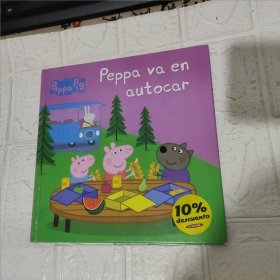 Peppa Pig
Peppa va en
autocar
10%
descuento